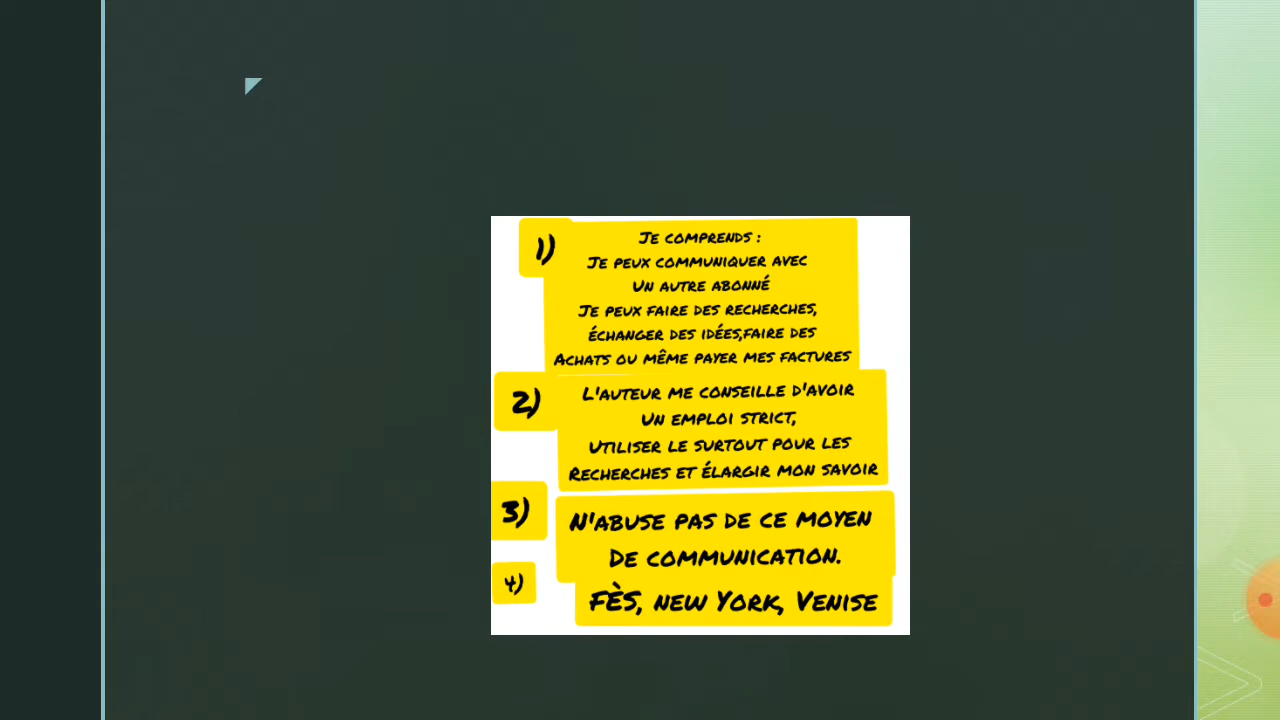 1)
Je comprends :
Je peux communiquer avec
Un autre abonné
Je peux faire des recherches,
échanger des idées,faire des
Achats ou même payer mes factures
2)
L'auteur me conseille d'avoir
Un emploi strict,
utiliser le surtout pour les
Recherches et élargir mon savoir
3)
N'abuse pas de ce moyen
De communication.
4)
Fès, new York, Venise